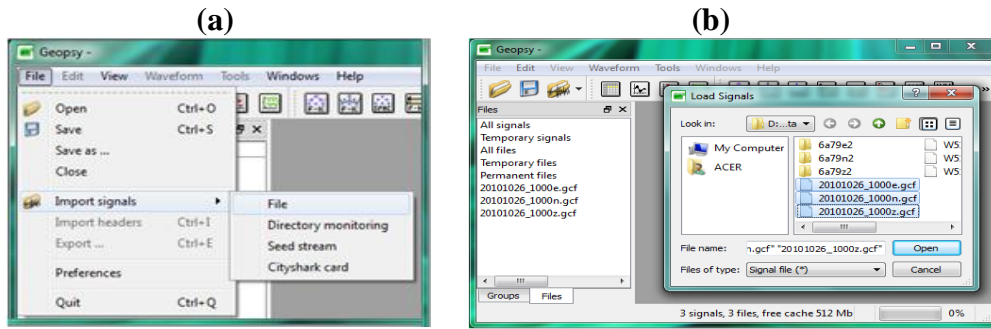 (a)
Geopsy -
File Edit View Waveform Tools Windows Help
Open Ctrl+O
Save Ctrl+S
Save as ...
Close
Import signals
Import headers Ctrl+I
Export ... Ctrl+E
Preferences
Quit Ctrl+Q
File
Directory monitoring
Seed stream
Cityshark card
(b)
Geopsy -
File Edit View Waveform Tools Windows Help
Files
All signals
Temporary signals
All files
Temporary files
Permanent files
20101026_1000e.gcf
20101026_1000n.gcf
20101026_1000z.gcf
Groups Files
Load Signals
Look in: D:...ta
My Computer
ACER
6a79e2
6a79n2
6a79z2
20101026_1000e.gcf
20101026_1000n.gcf
20101026_1000z.gcf
W5
W5
File name: ı.gcf" "20101026_1000z.gcf" Open
Files of type: Signal file (*) Cancel
3 signals, 3 files, free cache 512 Mb 0%